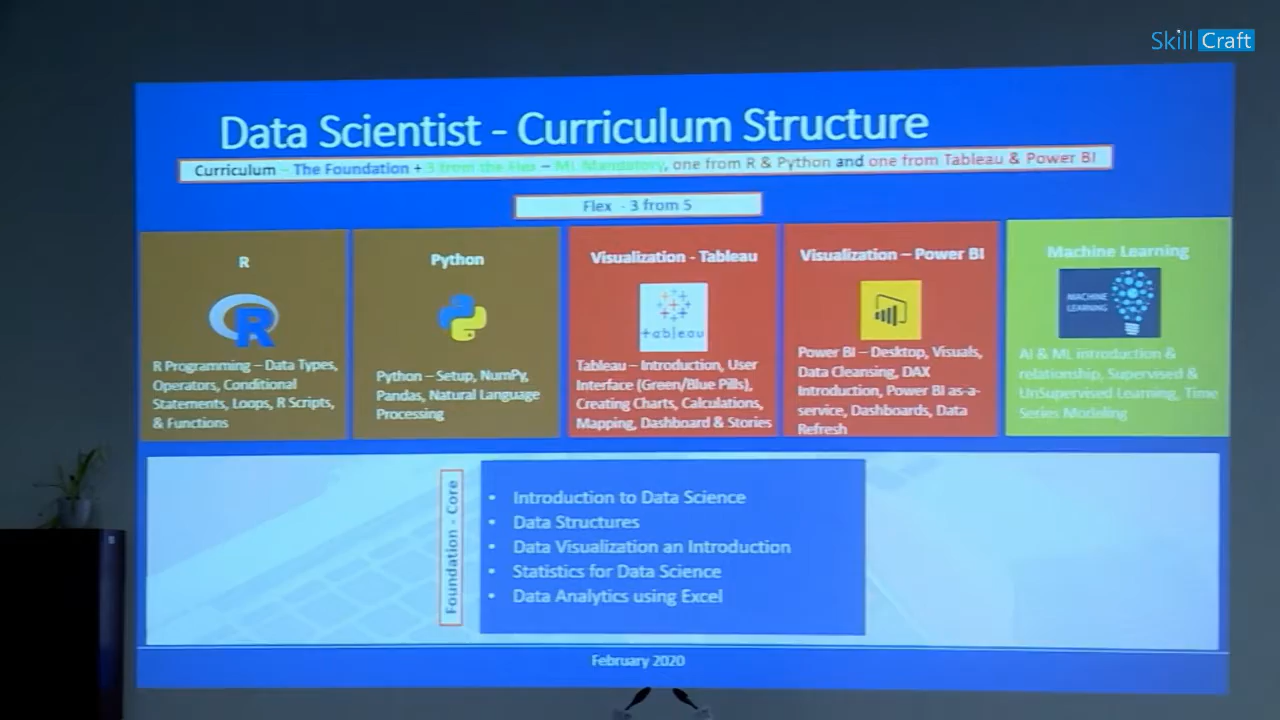 Skill Craft
Data Scientist - Curriculum Structure
Curriculum – The Foundation + 3 from the Flex – ML Mandatory, one from R & Python and one from Tableau & Power BI
Flex - 3 from 5
R
R Programming – Data Types,
Operators, Conditional
Statements, Loops, R Scripts,
& Functions
Python
Python – Setup, NumPy,
Pandas, Natural Language
Processing
Visualization - Tableau
+ableau
Tableau – Introduction, User
Interface (Green/Blue Pills),
Creating Charts, Calculations,
Mapping, Dashboard & Stories
Visualization – Power BI
Power BI – Desktop, Visuals,
Data Cleansing, DAX
Introduction, Power BI as-a-
service, Dashboards, Data
Refresh
Machine Learning
MACHINE
LEARNING
AI & ML introduction &
relationship, Supervised &
UnSupervised Learning, Time
Series Modeling
Foundation - Core
• Introduction to Data Science
• Data Structures
• Data Visualization an Introduction
• Statistics for Data Science
• Data Analytics using Excel
February 2020